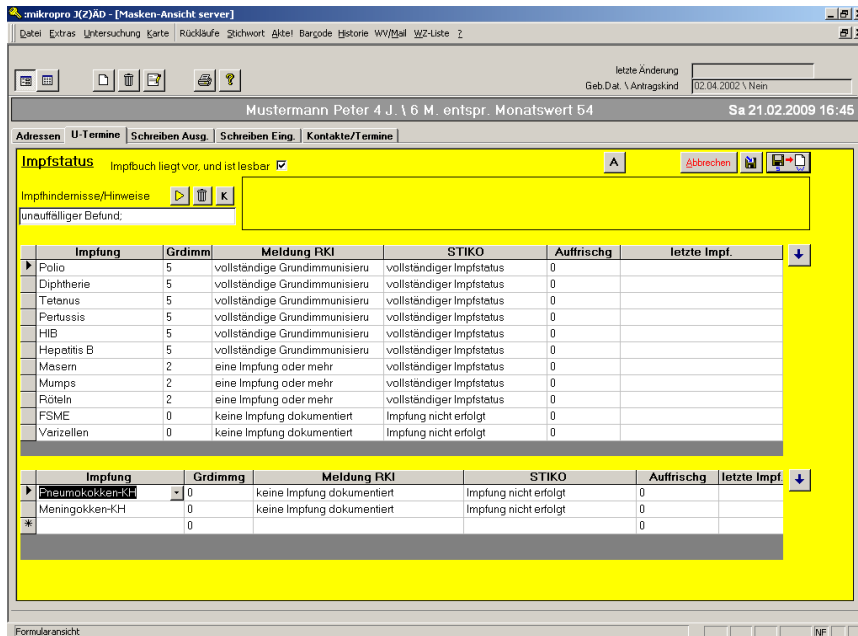 :mikropro J(Z)ÄD - [Masken-Ansicht server]
Datei Extras Untersuchung Karte Rückläufe Stichwort Akte! Barcode Historie WV/Mail WZ-Liste ?
letzte Änderung
Geb.Dat. \ Antragskind 02.04.2002 \ Nein
Mustermann Peter 4 J. \ 6 M. entspr. Monatswert 54 Sa 21.02.2009 16:45
Adressen U-Termine Schreiben Ausg. Schreiben Eing. Kontakte/Termine
Impfstatus Impfbuch liegt vor, und ist lesbar A Abbrechen
Impfhindernisse/Hinweise K
unauffälliger Befund;
Impfung Grdimm Meldung RKI STIKO Auffrischg letzte Impf.
Polio 5 vollständige Grundimmunisieru vollständiger Impfstatus 0
Diphtherie 5 vollständige Grundimmunisieru vollständiger Impfstatus 0
Tetanus 5 vollständige Grundimmunisieru vollständiger Impfstatus 0
Pertussis 5 vollständige Grundimmunisieru vollständiger Impfstatus 0
HIB 5 vollständige Grundimmunisieru vollständiger Impfstatus 0
Hepatitis B 5 vollständige Grundimmunisieru vollständiger Impfstatus 0
Masern 2 eine Impfung oder mehr vollständiger Impfstatus 0
Mumps 2 eine Impfung oder mehr vollständiger Impfstatus 0
Röteln 2 eine Impfung oder mehr vollständiger Impfstatus 0
FSME 0 keine Impfung dokumentiert Impfung nicht erfolgt 0
Varizellen 0 keine Impfung dokumentiert Impfung nicht erfolgt 0
Impfung Grdimmg Meldung RKI STIKO Auffrischg letzte Impf.
Pneumokokken-KH 0 keine Impfung dokumentiert Impfung nicht erfolgt 0
Meningokken-KH 0 keine Impfung dokumentiert Impfung nicht erfolgt 0
0 0
Formularansicht NF